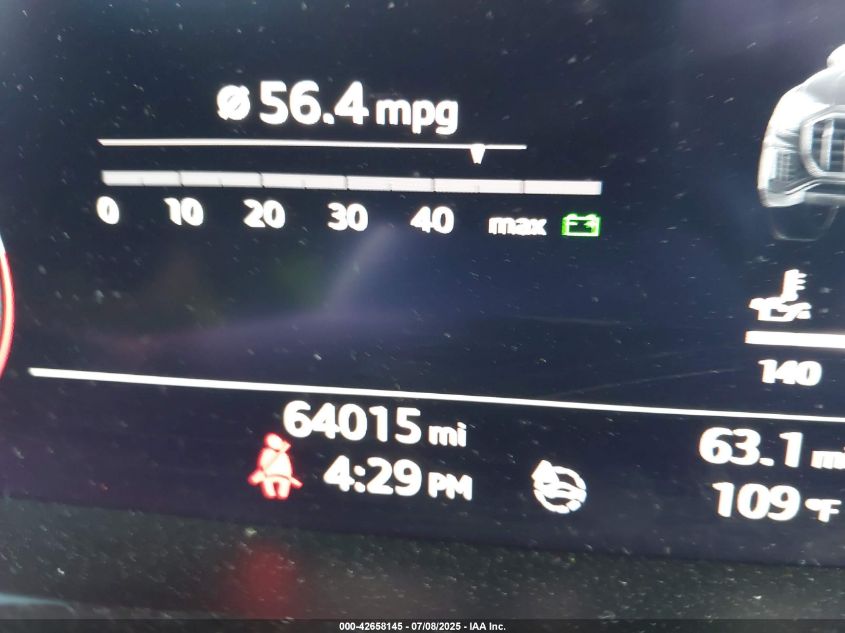 Ø 56.4 mpg
0 10 20 30 40 max
140
64015 mi
63.1 m
4:29 PM
109 °F
000-42658145 - 07/08/2025 - IAA Inc.